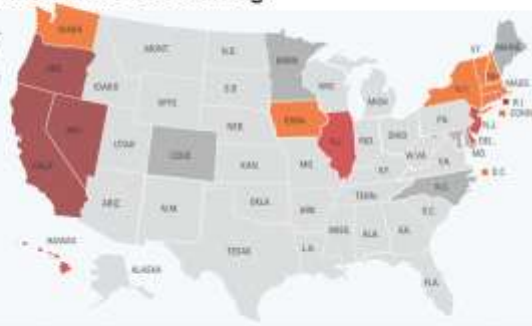 WASH.
MONT.
N.D.
MINN.
VT.
MAINE
ORE.
IDAHO
S.D.
WIS.
N.Y.
MASS.
WYO.
MICH.
R.I.
CONN.
NEV.
NEB.
IOWA
PA.
N.J.
UTAH
COLO.
ILL.
IND.
OHIO
DEL.
MD.
CALIF.
KAN.
MO.
W.VA.
VA.
D.C.
KY.
N.C.
ARIZ.
N.M.
OKLA.
ARK.
TENN.
S.C.
HAWAII
MISS.
ALA.
GA.
ALASKA
TEXAS
LA.
FLA.